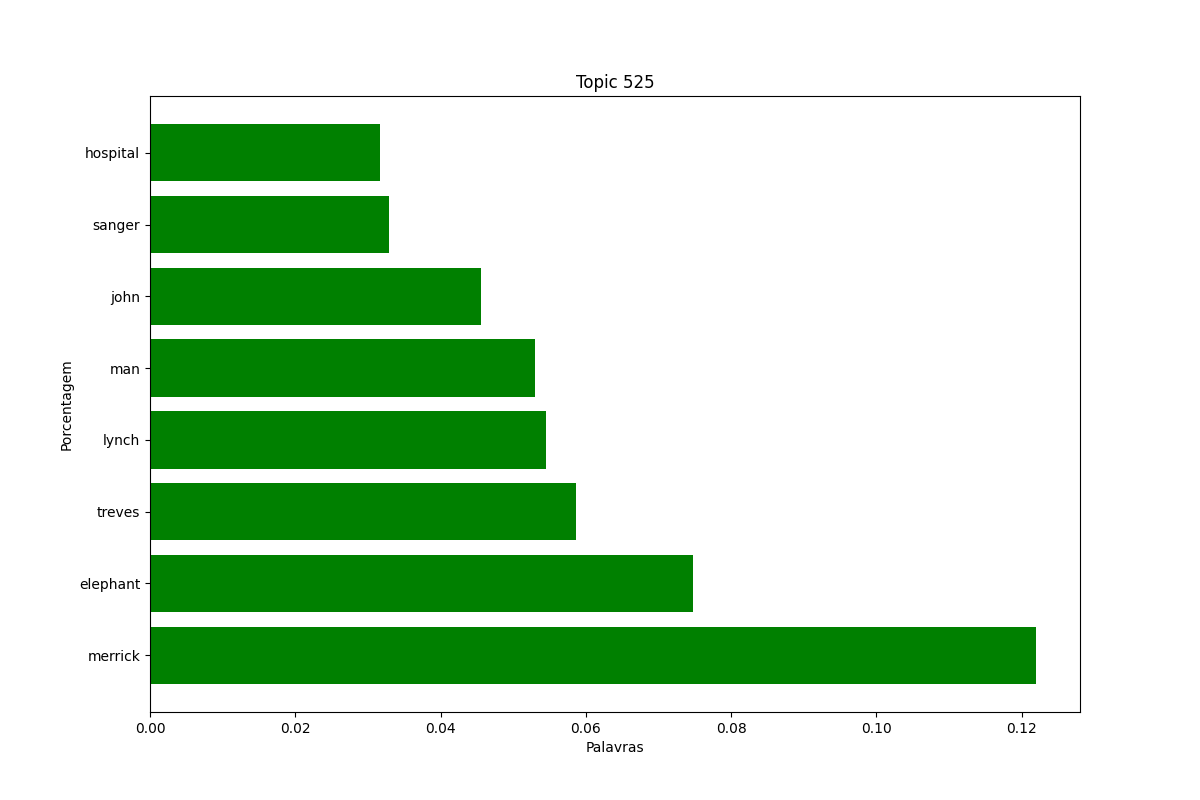 Topic 525
hospital
sanger
john
man
lynch
treves
elephant
merrick
Porcentagem
0.00 0.02 0.04 0.06 0.08 0.10 0.12
Palavras